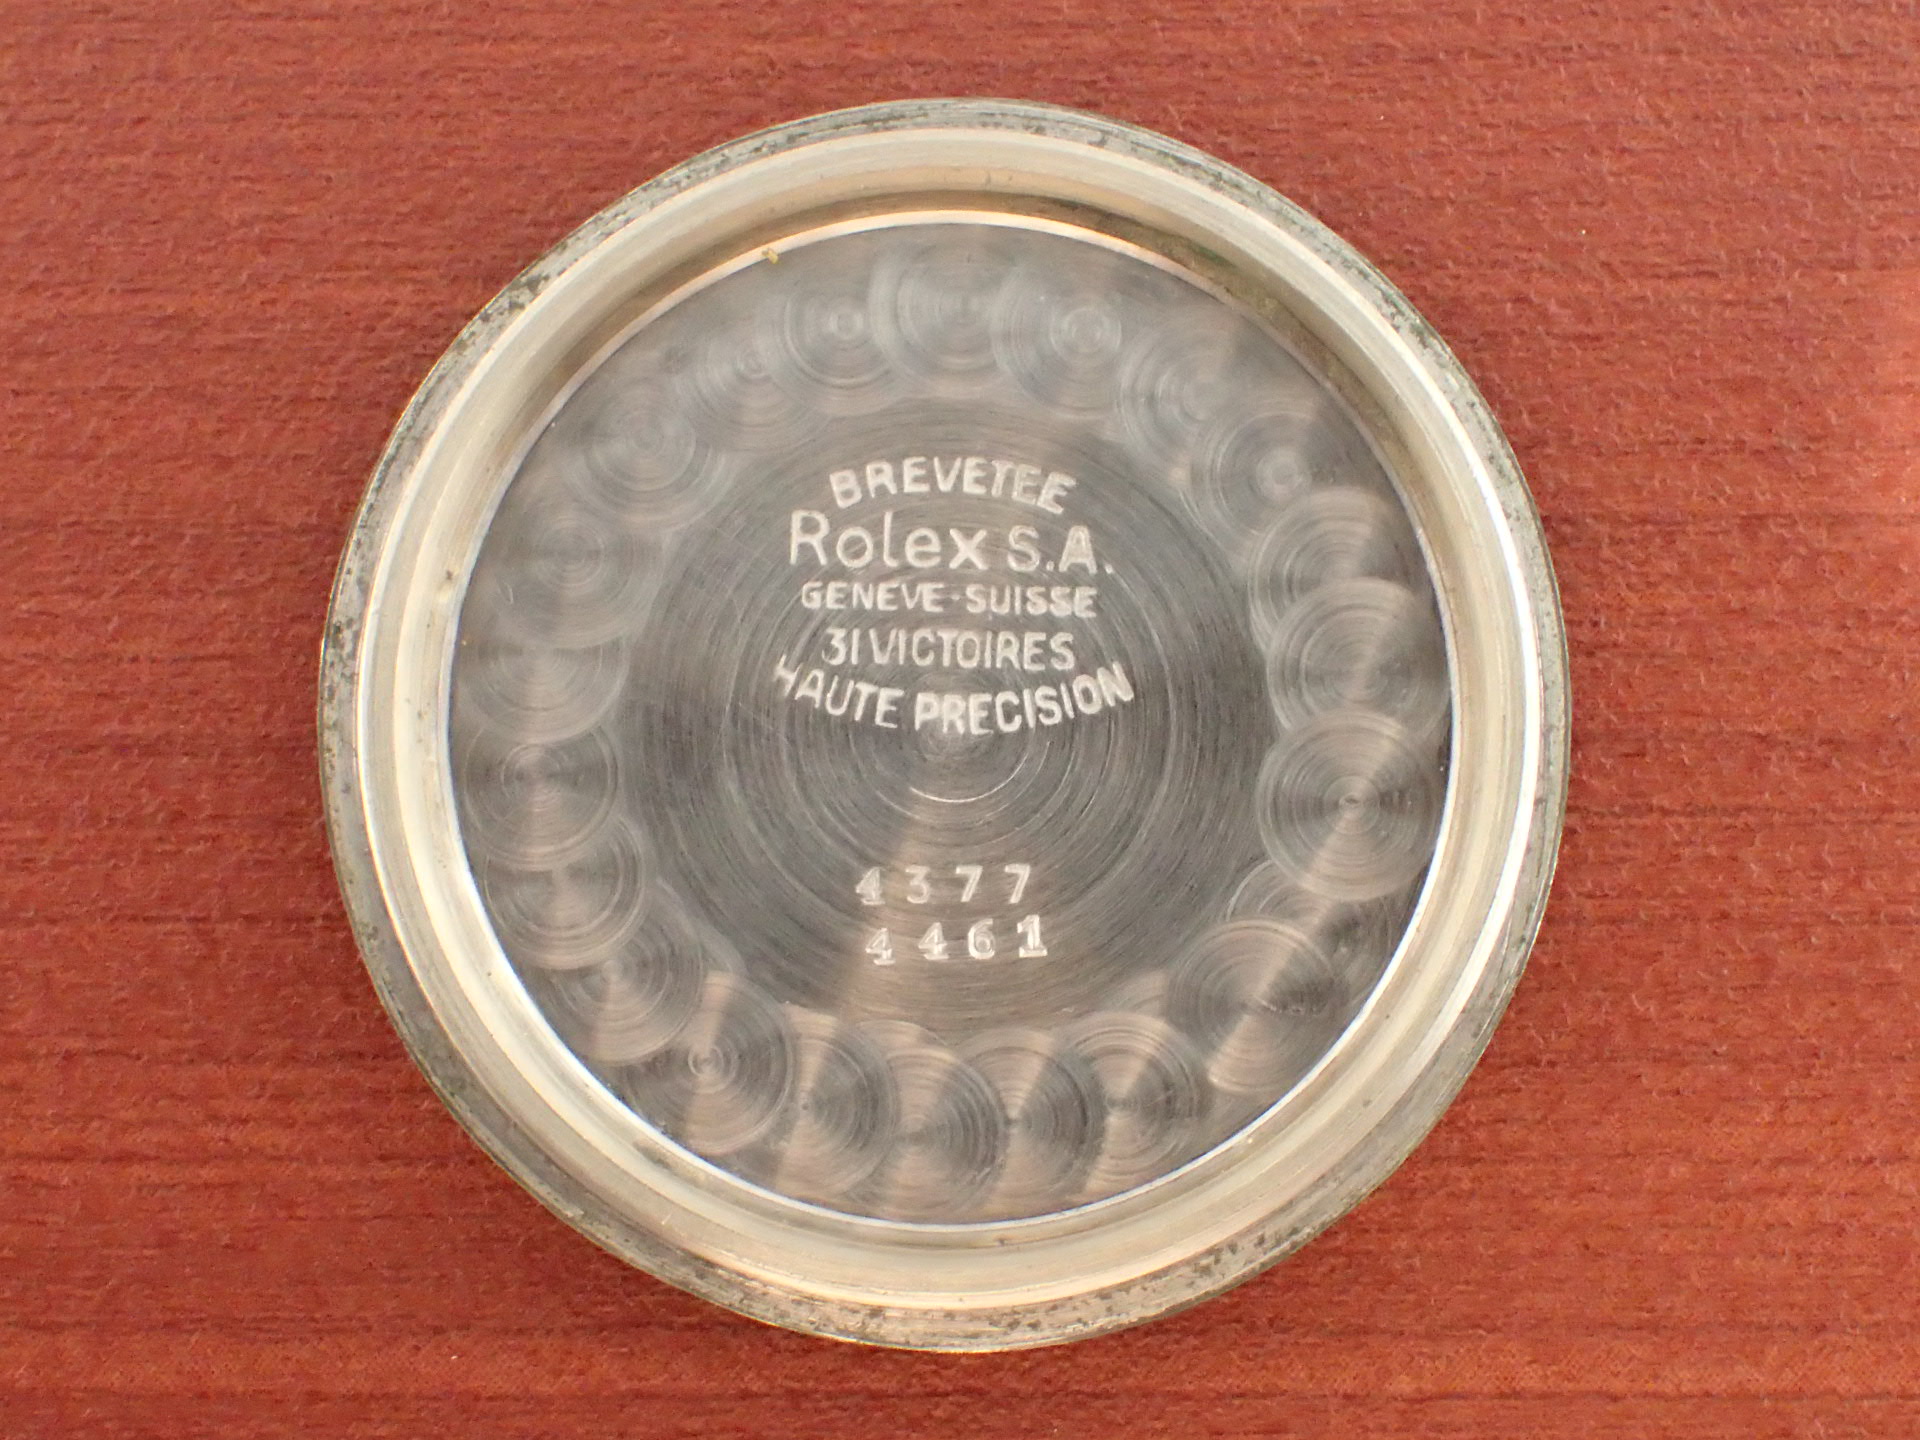 BREVETEE
Rolex S.A.
GENEVE-SUISSE
31 VICTOIRES
HAUTE PRECISION
4377
4461